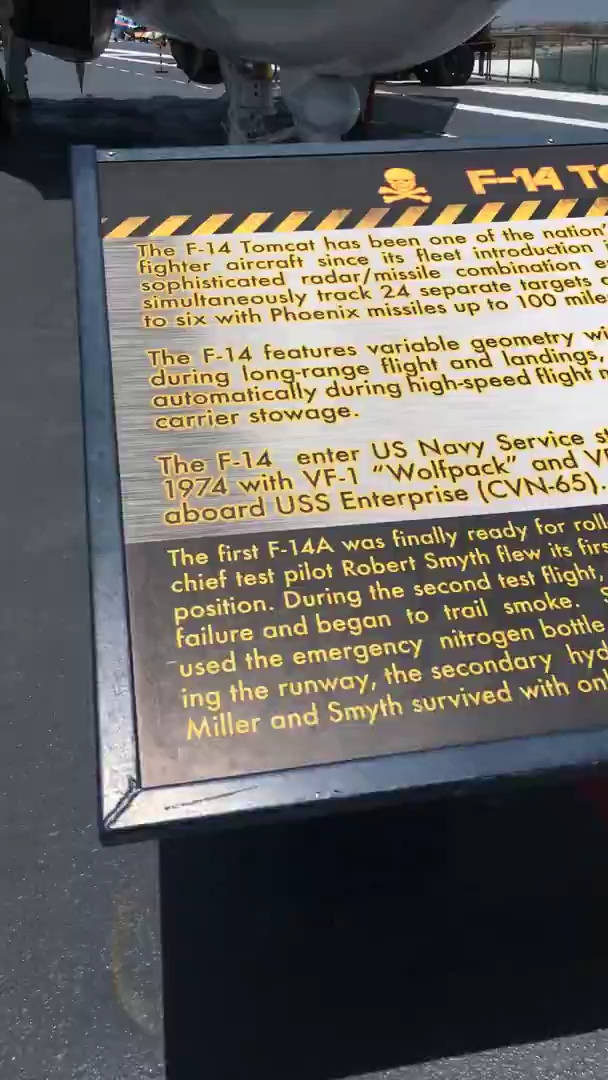 F-14 TO
The F-14 Tomcat has been one of the nation'
fighter aircraft since its fleet introduction
sophisticated radar/missile combination e
simultaneously track 24 separate targets
to six with Phoenix missiles up to 100 mile
The F-14 features variable geometry wi
during long-range flight and landings,
automatically during high-speed flight
carrier stowage.
The F-14 enter US Navy Service st
1974 with VF-1 "Wolfpack" and VF
aboard USS Enterprise (CVN-65).
The first F-14A was finally ready for roll
chief test pilot Robert Smyth flew its firs
position. During the second test flight,
failure and began to trail smoke. S
used the emergency nitrogen bottle
ing the runway, the secondary hyd
Miller and Smyth survived with onl